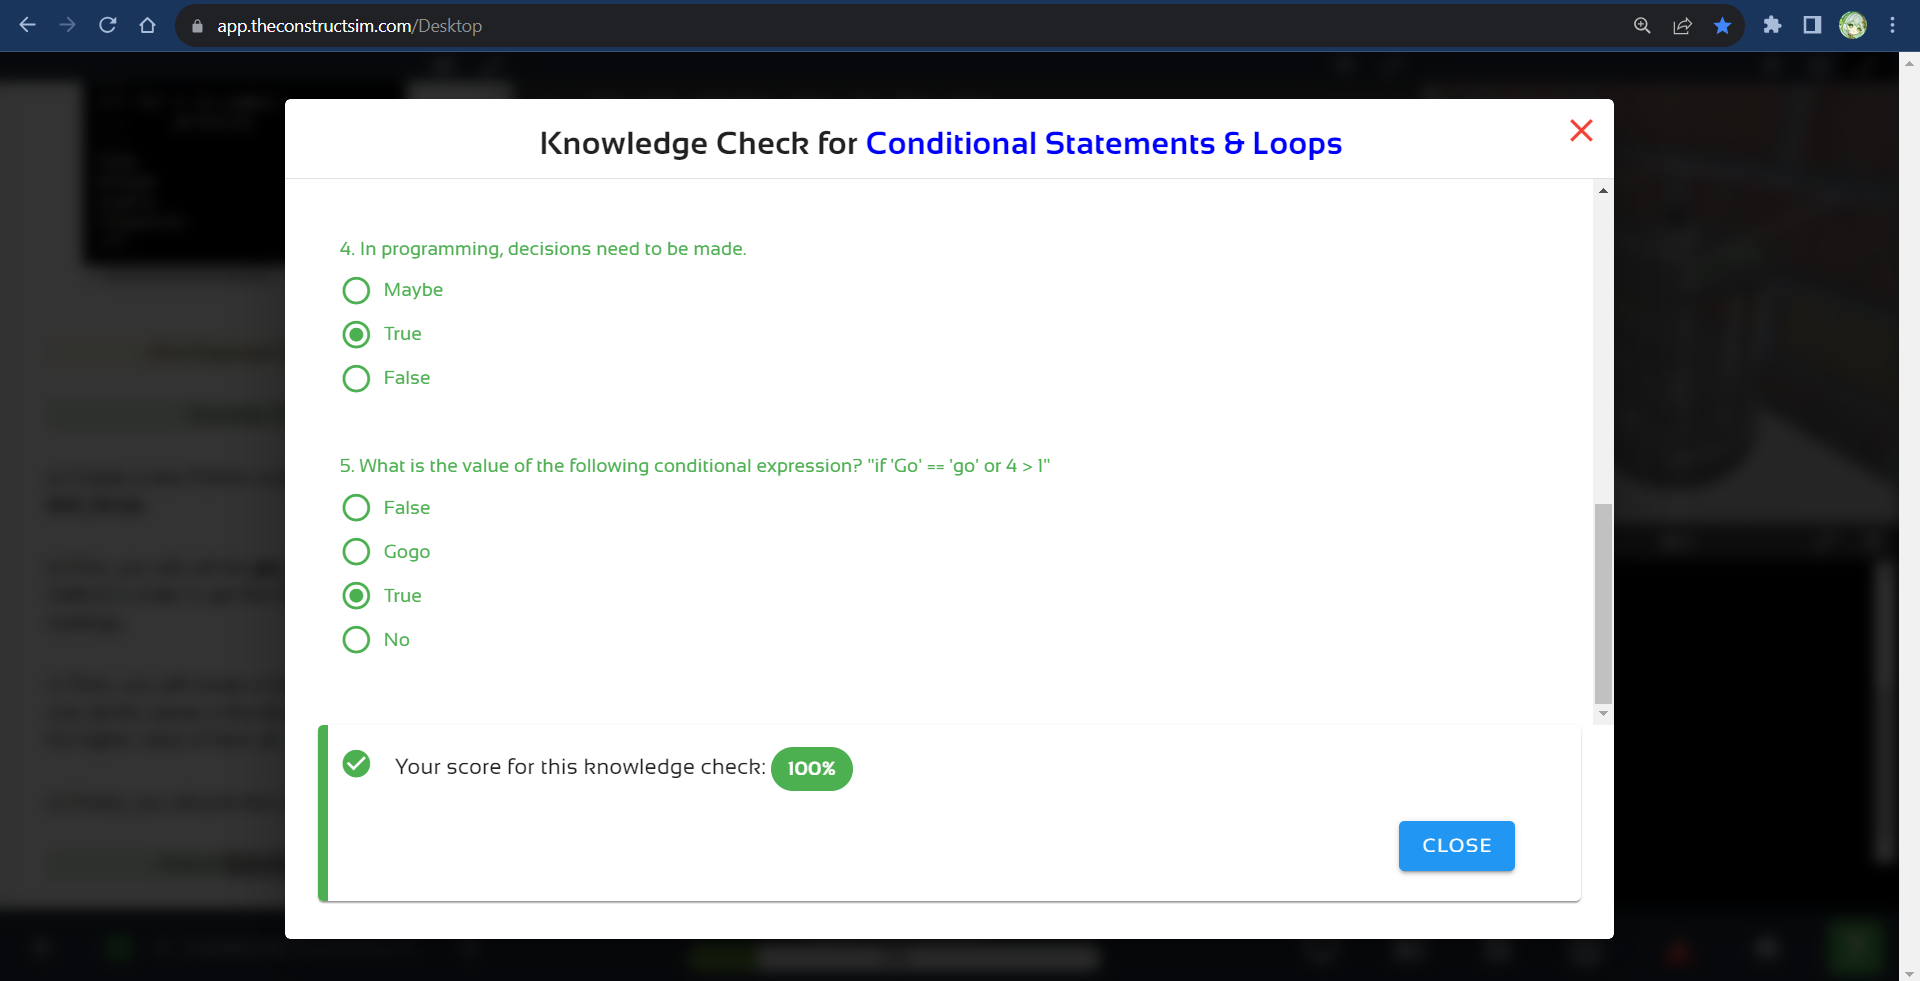 app.theconstructsim.com/Desktop
Knowledge Check for Conditional Statements & Loops
4. In programming, decisions need to be made.
Maybe
True
False
5. What is the value of the following conditional expression? "if 'Go' == 'go' or 4 > 1"
False
Gogo
True
No
Your score for this knowledge check: 100%
CLOSE